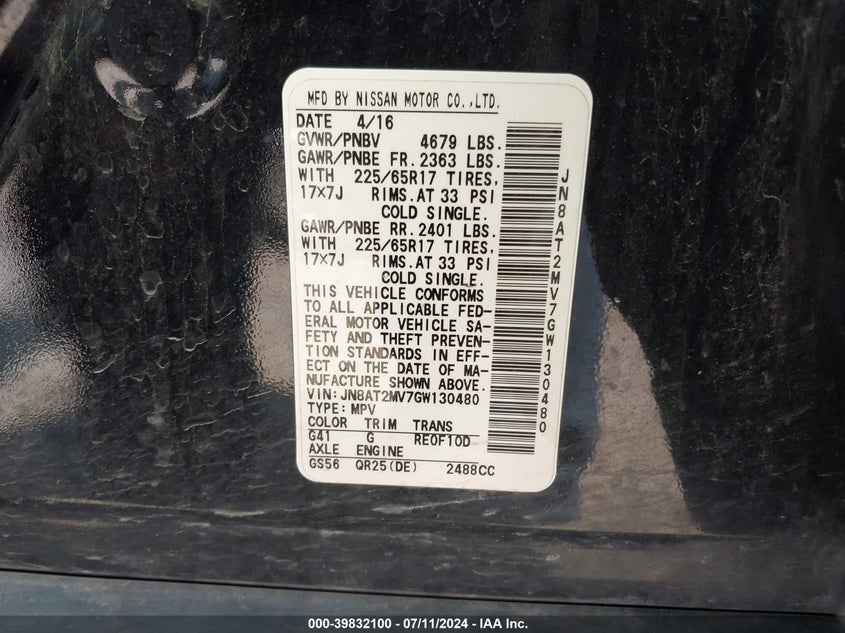 MFD BY NISSAN MOTOR CO.,LTD.
DATE 4/16
GVWR/PNBV 4679 LBS.
GAWR/PNBE FR. 2363 LBS.
WITH 225/65R17 TIRES,
17×7J RIMS.AT 33 PSI
COLD SINGLE.
GAWR/PNBE RR. 2401 LBS.
WITH 225/65R17 TIRES,
17×7J RIMS.AT 33 PSI
COLD SINGLE.
THIS VEHICLE CONFORMS
TO ALL APPLICABLE FED-
ERAL MOTOR VEHICLE SA-
FETY AND THEFT PREVEN-
TION STANDARDS IN EFF-
ECT ON THE DATE OF MA-
NUFACTURE SHOWN ABOVE.
VIN: JN8AT2MV7GW130480
TYPE: MPV
COLOR TRIM TRANS
G41 G RE0F10D
AXLE ENGINE
GS56 QR25(DE) 2488CC
JN8AT2MV7GW130480
000-39832100 - 07/11/2024 - IAA Inc.